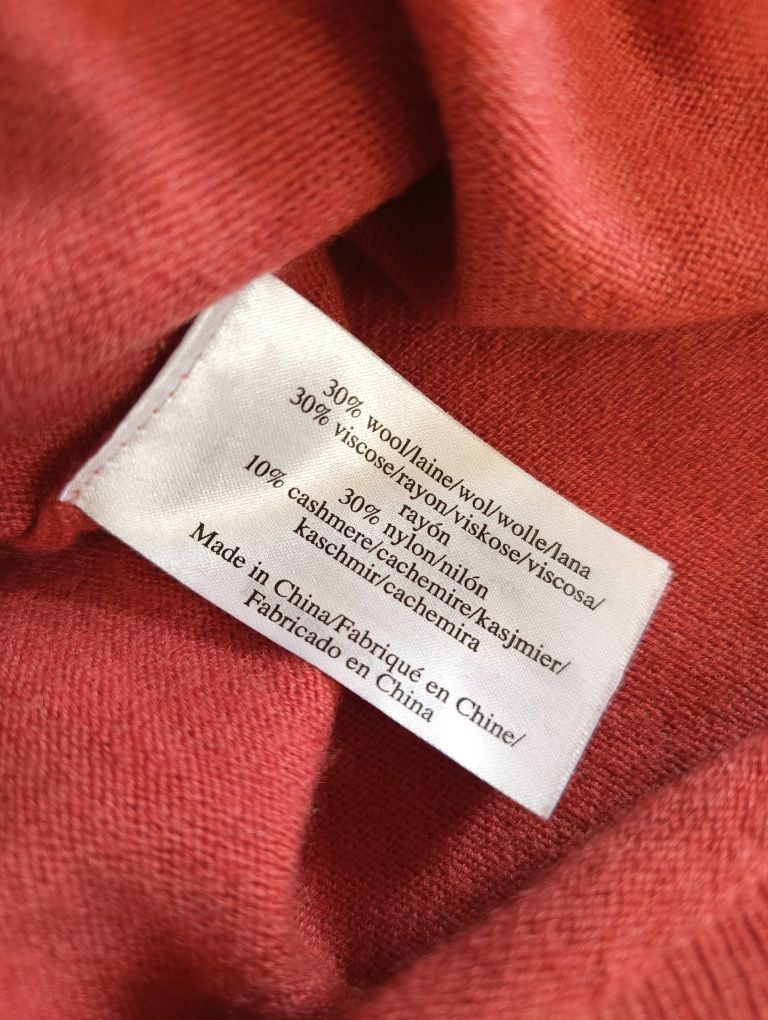 30% wool/laine/wol/wolle/lana
30% viscose/rayon/viskose/viscosa/
rayón
30% nylon/nilón
10% cashmere/cachemire/kasjmier/
kaschmir/cachemira
Made in China/Fabriqué en Chine/
Fabricado en China